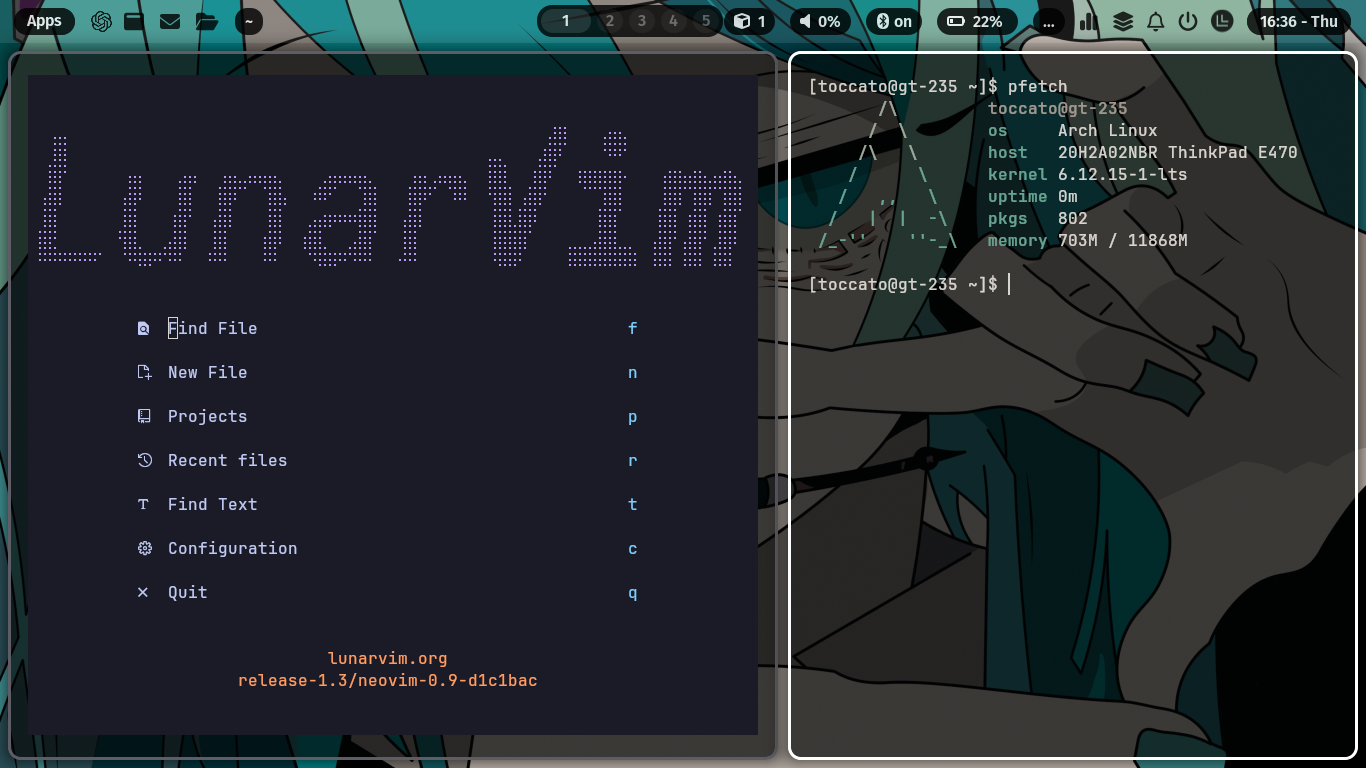 Apps ~ 1 2 3 4 5 1 0% on 22% ... 16:36 - Thu
LunarVim
Find File f
New File n
Projects p
Recent files r
Find Text t
Configuration c
Quit q
lunarvim.org
release-1.3/neovim-0.9-d1c1bac
[toccato@gt-235 ~]$ pfetch
toccato@gt-235
os Arch Linux
host 20H2A02NBR ThinkPad E470
kernel 6.12.15-1-lts
uptime 0m
pkgs 802
memory 703M / 11868M
[toccato@gt-235 ~]$